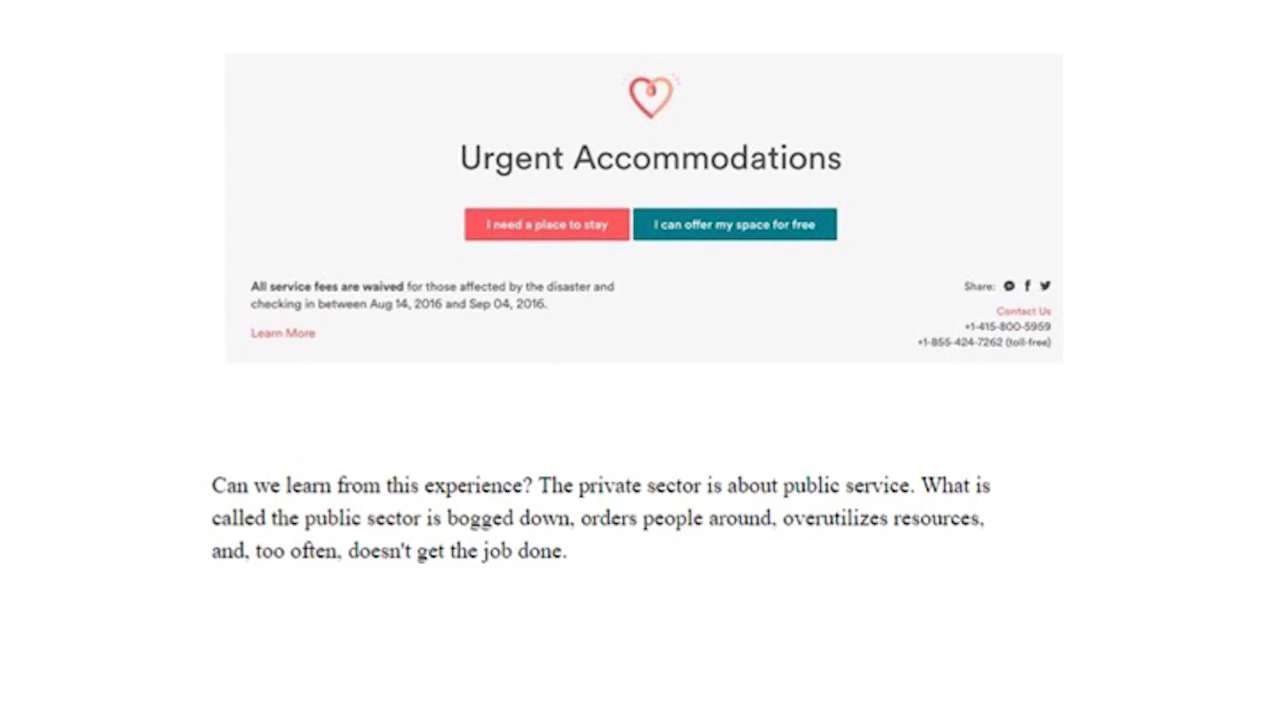 Urgent Accommodations
I need a place to stay
I can offer my space for free
All service fees are waived for those affected by the disaster and
checking in between Aug 14, 2016 and Sep 04, 2016.
Learn More
Share:
Contact Us
+1-415-800-5959
+1-855-424-7262 (toll-free)
Can we learn from this experience? The private sector is about public service. What is
called the public sector is bogged down, orders people around, overutilizes resources,
and, too often, doesn't get the job done.